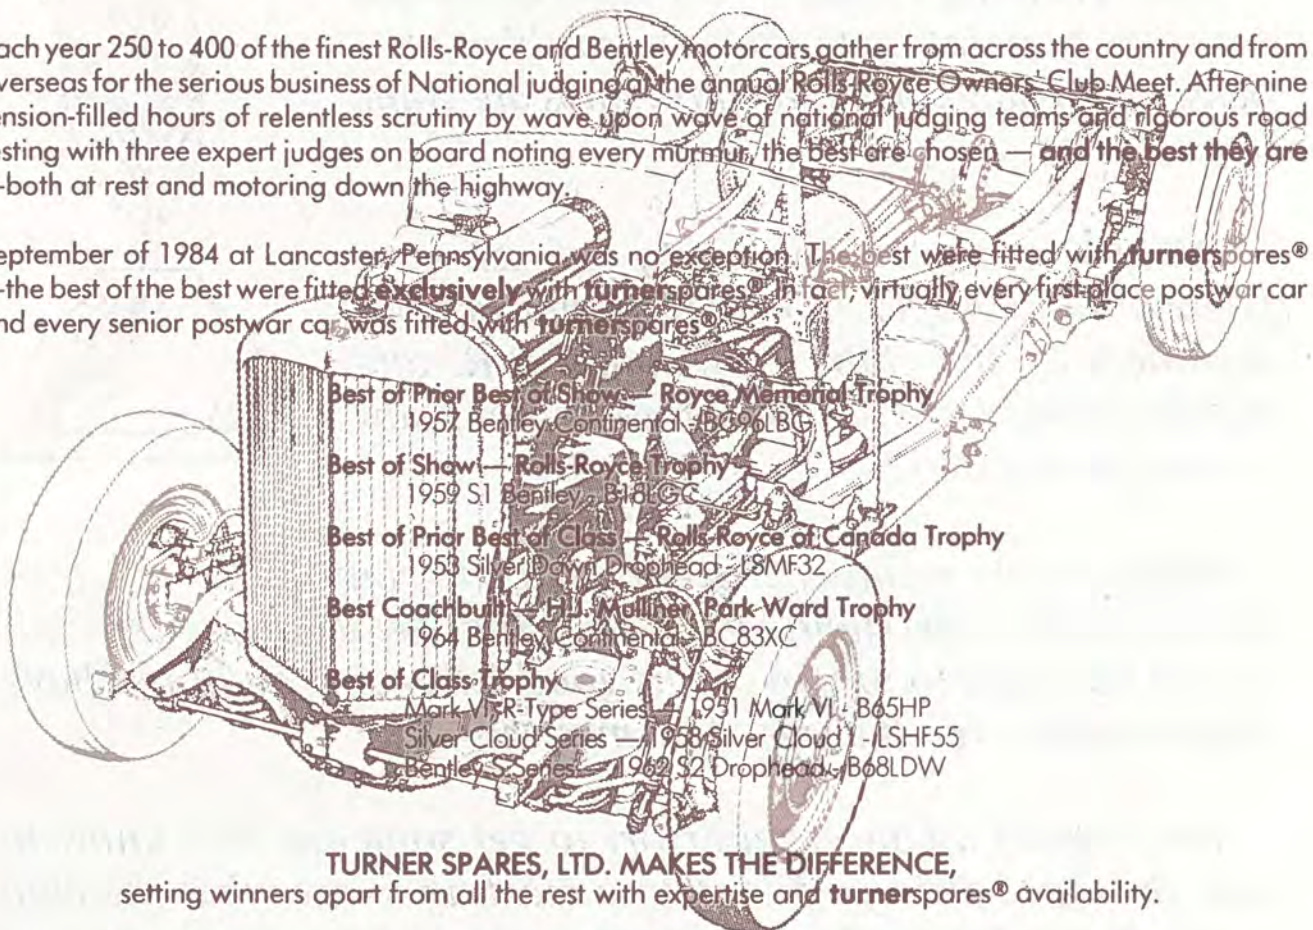 ach year 250 to 400 of the finest Rolls-Royce and Bentley motorcars gather from across the country and from
verseas for the serious business of National judging at the annual Rolls-Royce Owners' Club Meet. After nine
ension-filled hours of relentless scrutiny by wave upon wave of national judging teams and rigorous road
esting with three expert judges on board noting every murmur, the best are chosen — and the best they are
-both at rest and motoring down the highway.
eptember of 1984 at Lancaster, Pennsylvania was no exception. The best were fitted with turnerspares®
-the best of the best were fitted exclusively with turnerspares®. In fact, virtually every first place postwar car
nd every senior postwar car was fitted with turnerspares®.
Best of Prior Best of Show — Royce Memorial Trophy
1957 Bentley Continental - BC96LBG
Best of Show — Rolls-Royce Trophy
1959 S1 Bentley - B18LGC
Best of Prior Best of Class — Rolls-Royce of Canada Trophy
1953 Silver Dawn Drophead - LSMF32
Best Coachbuilt — H.J. Mulliner, Park Ward Trophy
1964 Bentley Continental - BC83XC
Best of Class Trophy
Mark VI, R-Type Series — 1951 Mark VI - B65HP
Silver Cloud Series — 1958 Silver Cloud I - LSHF55
Bentley S Series — 1962 S2 Drophead - B68LDW
TURNER SPARES, LTD. MAKES THE DIFFERENCE,
setting winners apart from all the rest with expertise and turnerspares® availability.